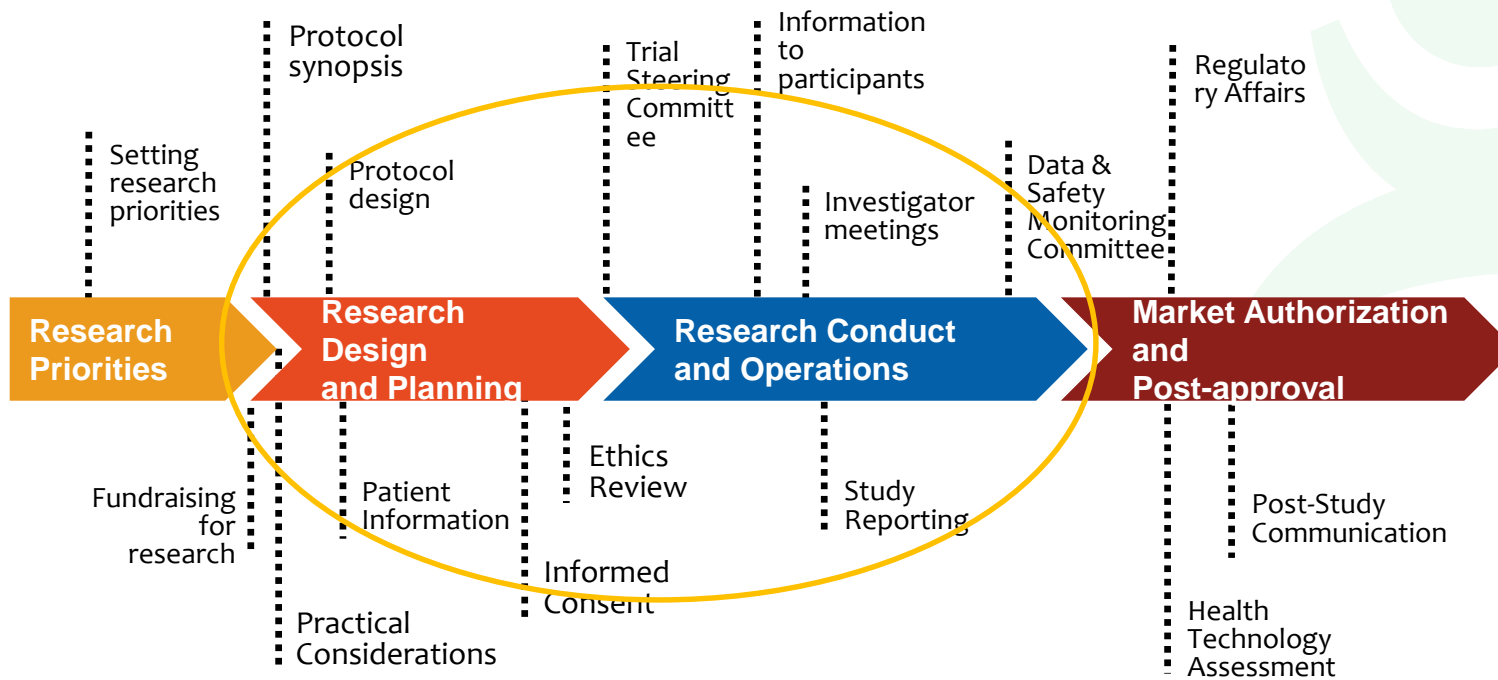 Protocol
synopsis
Trial
Steering
Committ
ee
Information
to
participants
Regulato
ry Affairs
Setting
research
priorities
Protocol
design
Investigator
meetings
Data &
Safety
Monitoring
Committee
Research
Priorities
Research
Design
and Planning
Research Conduct
and Operations
Market Authorization
and
Post-approval
Fundraising
for
research
Patient
Information
Ethics
Review
Study
Reporting
Post-Study
Communication
Practical
Considerations
Informed
Consent
Health
Technology
Assessment